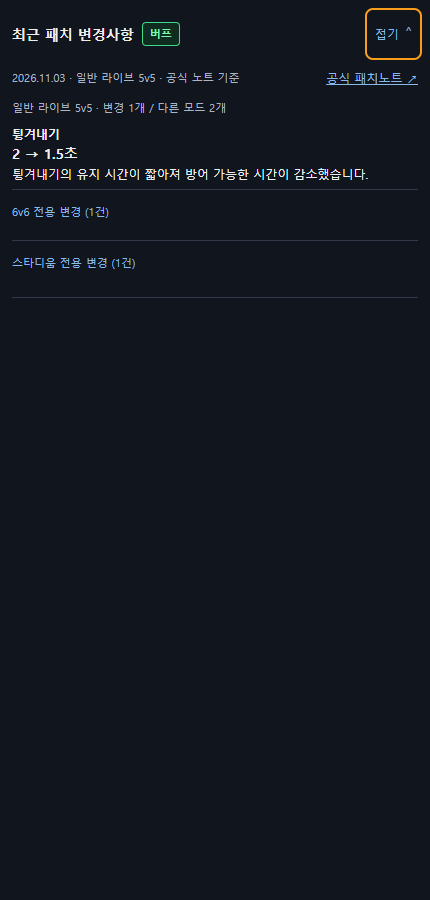 최근 패치 변경사항 버프 접기 ^
2026.11.03 · 일반 라이브 5v5 · 공식 노트 기준 공식 패치노트 ↗
일반 라이브 5v5 · 변경 1개 / 다른 모드 2개
튕겨내기
2 → 1.5초
튕겨내기의 유지 시간이 짧아져 방어 가능한 시간이 감소했습니다.
6v6 전용 변경 (1건)
스타디움 전용 변경 (1건)